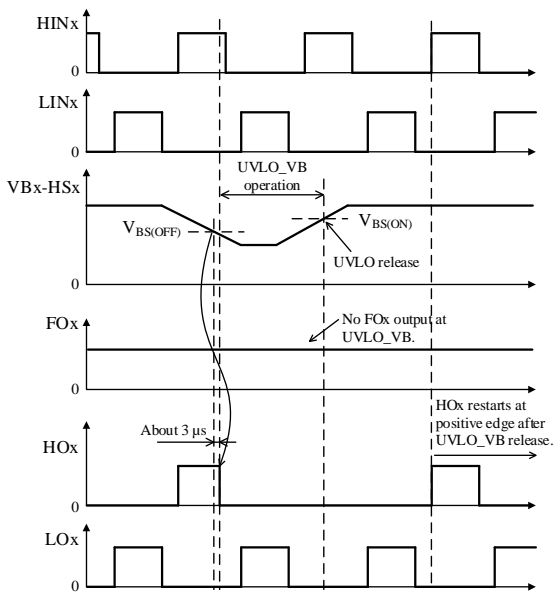 HINx
0
LINx
0
UVLO_VB
operation
VBx-HSx
VBS(OFF)
VBS(ON)
UVLO release
0
FOx
No FOx output at
UVLO_VB.
0
HOx restarts at
positive edge after
UVLO_VB release.
About 3 µs
HOx
0
LOx
0